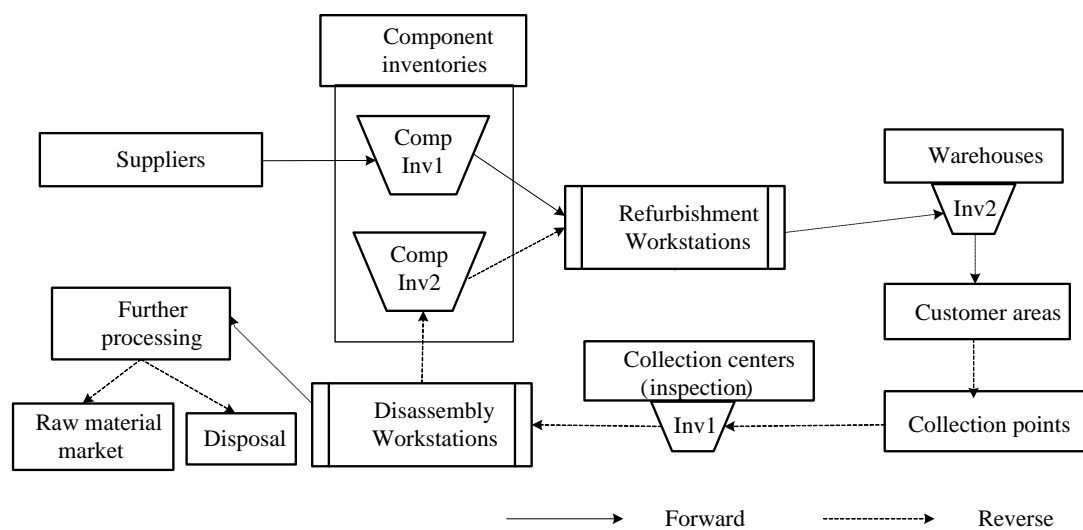 Component
inventories
Suppliers
Comp
Inv1
Comp
Inv2
Refurbishment
Workstations
Warehouses
Inv2
Customer areas
Collection points
Collection centers
(inspection)
Inv1
Disassembly
Workstations
Further
processing
Raw material
market
Disposal
Forward
Reverse